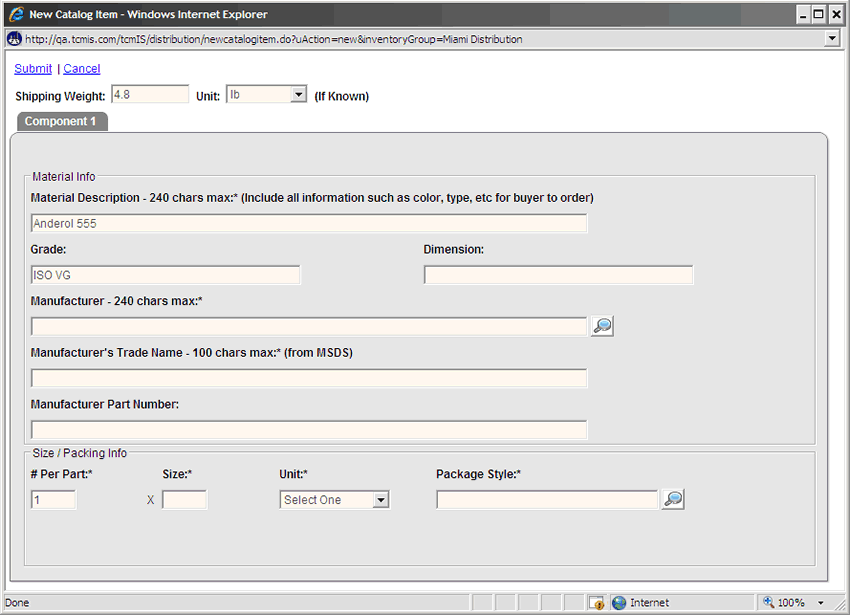 New Catalog Item - Windows Internet Explorer
http://qa.tcmis.com/tcmIS/distribution/newcatalogitem.do?uAction=new&inventoryGroup=Miami Distribution
Submit | Cancel
Shipping Weight: 4.8 Unit: lb (If Known)
Component 1
Material Info
Material Description - 240 chars max:* (Include all information such as color, type, etc for buyer to order)
Anderol 555
Grade: Dimension:
ISO VG
Manufacturer - 240 chars max:*
Manufacturer's Trade Name - 100 chars max:* (from MSDS)
Manufacturer Part Number:
Size / Packing Info
# Per Part:* Size:* Unit:* Package Style:*
1 X Select One
Done Internet 100%